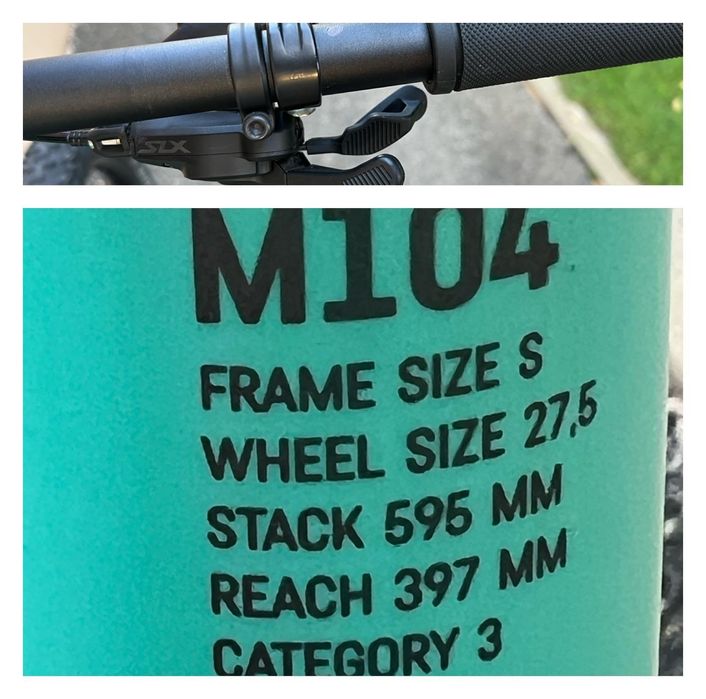 SLX
M104
FRAME SIZE S
WHEEL SIZE 27,5
STACK 595 MM
REACH 397 MM
CATEGORY 3